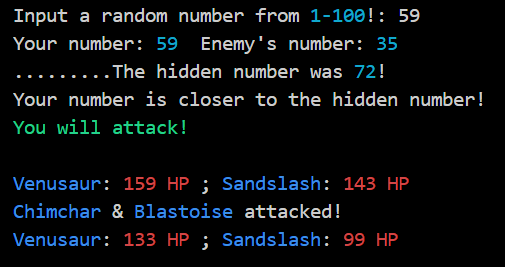 Input a random number from 1-100!: 59
Your number: 59  Enemy's number: 35
.........The hidden number was 72!
Your number is closer to the hidden number!
You will attack!
Venusaur: 159 HP ; Sandslash: 143 HP
Chimchar & Blastoise attacked!
Venusaur: 133 HP ; Sandslash: 99 HP